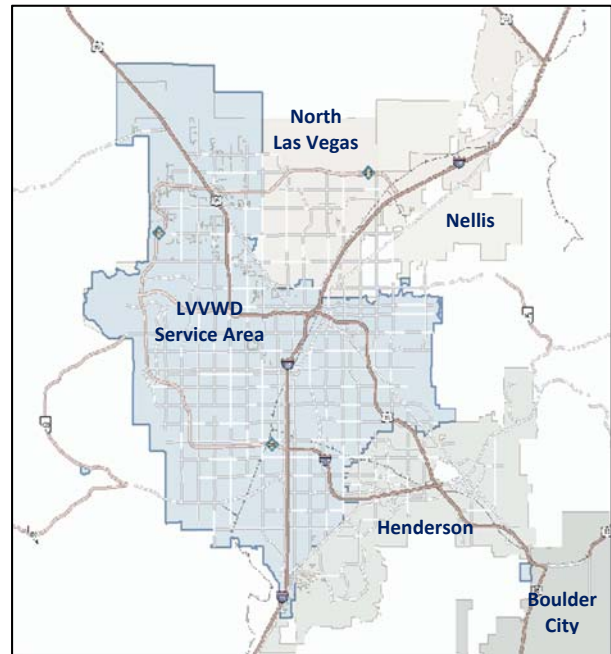 North
Las Vegas
Nellis
LVVWD
Service Area
Henderson
Boulder
City